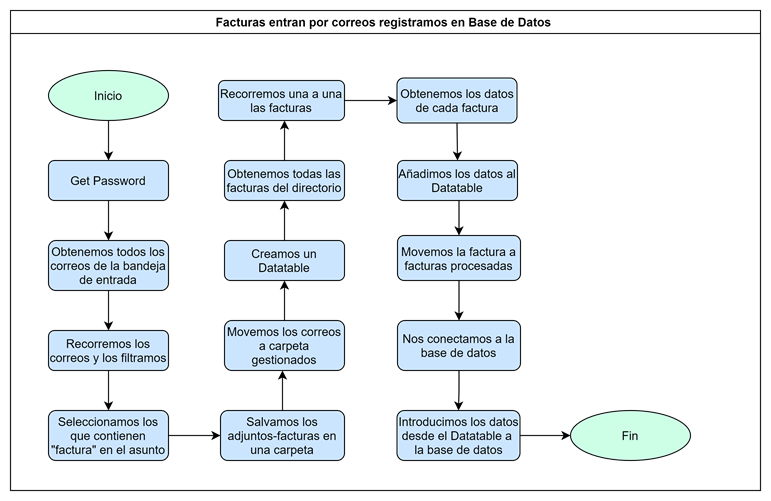 Facturas entran por correos registramos en Base de Datos
Inicio
Get Password
Obtenemos todos los
correos de la bandeja
de entrada
Recorremos los
correos y los filtramos
Seleccionamos los
que contienen
"factura" en el asunto
Salvamos los
adjuntos-facturas en
una carpeta
Movemos los correos
a carpeta
gestionados
Creamos un
Datatable
Obtenemos todas las
facturas del directorio
Recorremos una a una
las facturas
Obtenemos los datos
de cada factura
Añadimos los datos al
Datatable
Movemos la factura a
facturas procesadas
Nos conectamos a la
base de datos
Introducimos los datos
desde el Datatable a
la base de datos
Fin